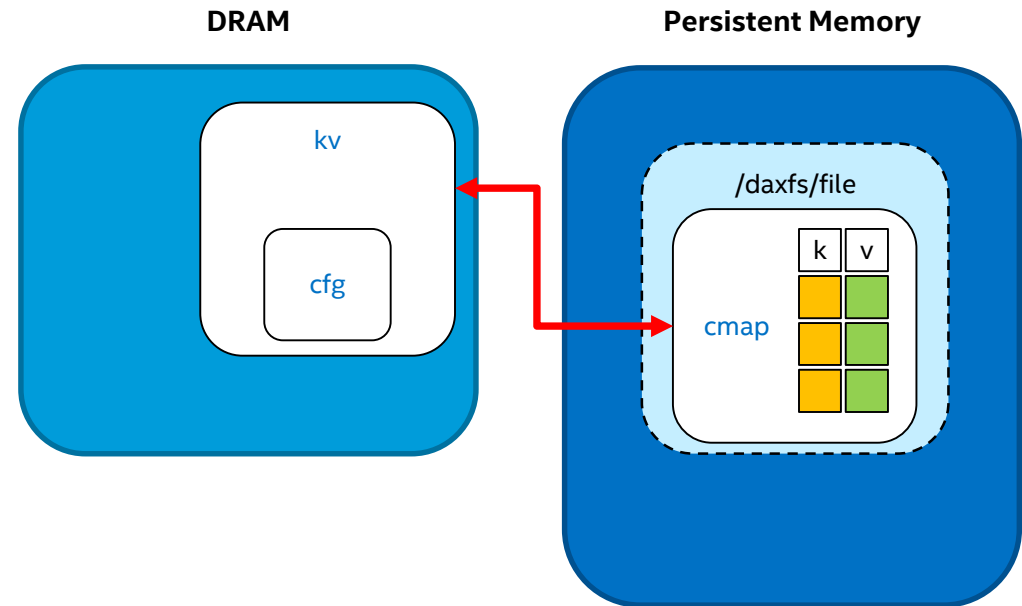 DRAM
Persistent Memory
kv
cfg
/daxfs/file
k v
cmap